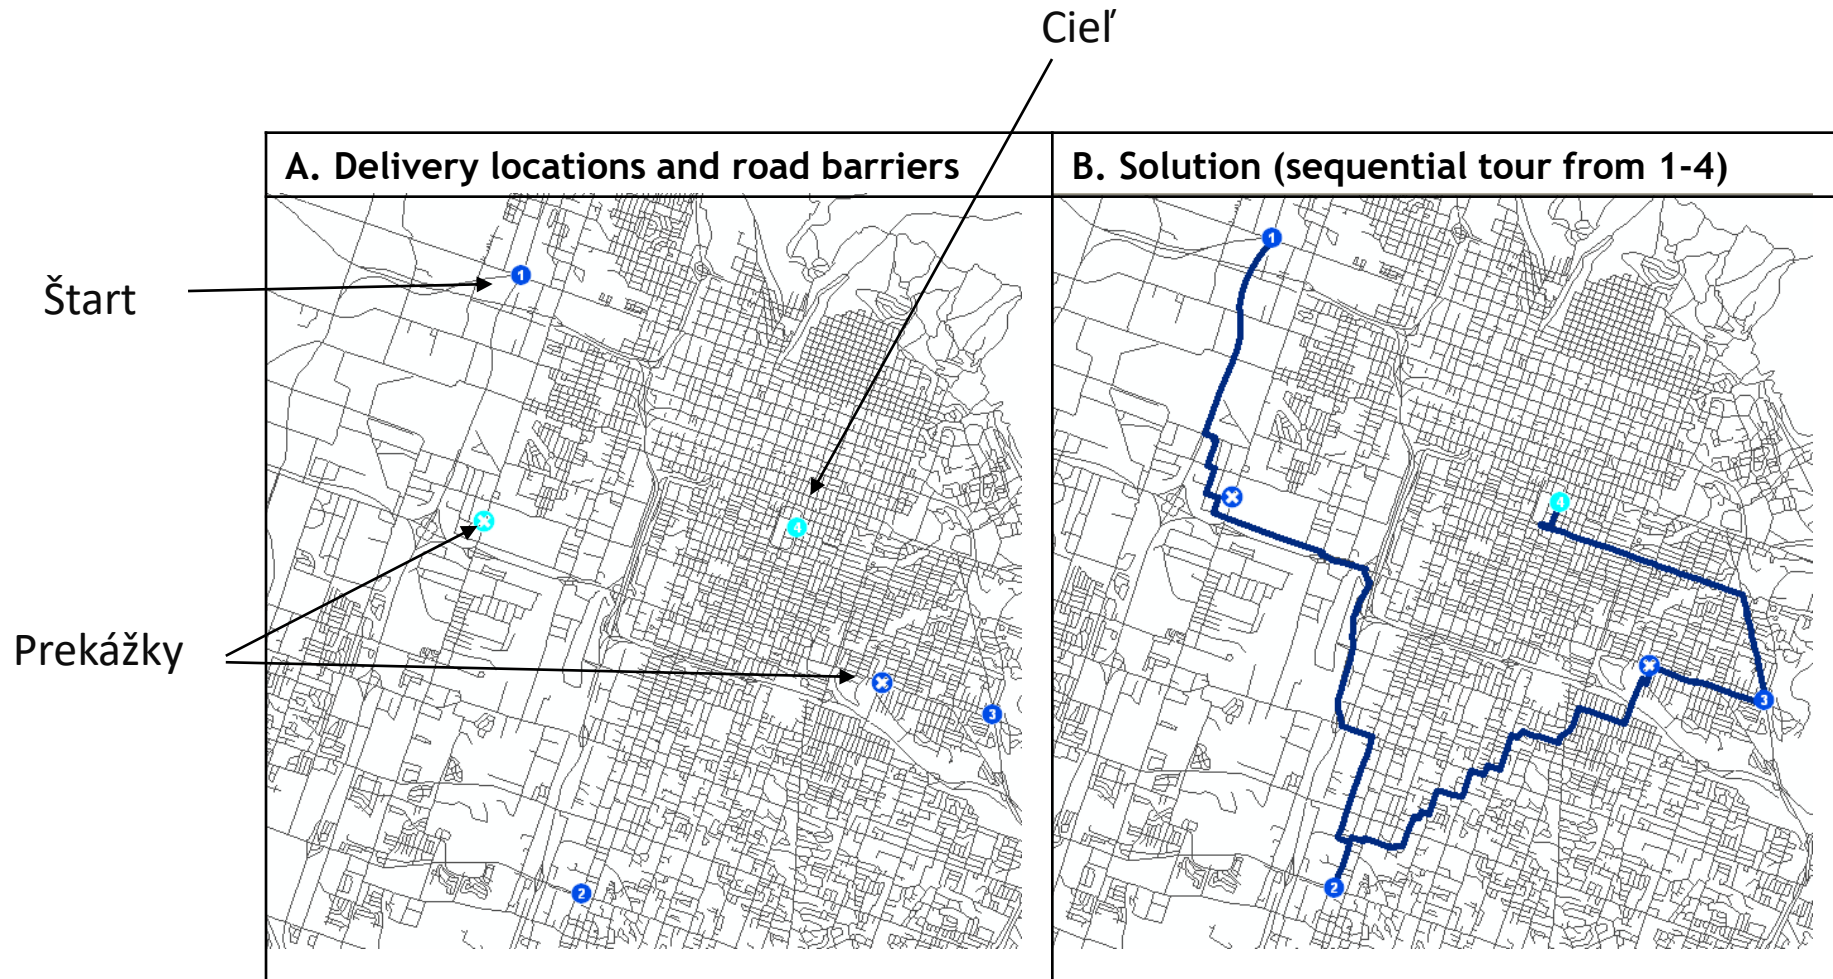 Cieľ
A. Delivery locations and road barriers
B. Solution (sequential tour from 1-4)
Štart
Prekážky
1
4
3
2
1
4
3
2